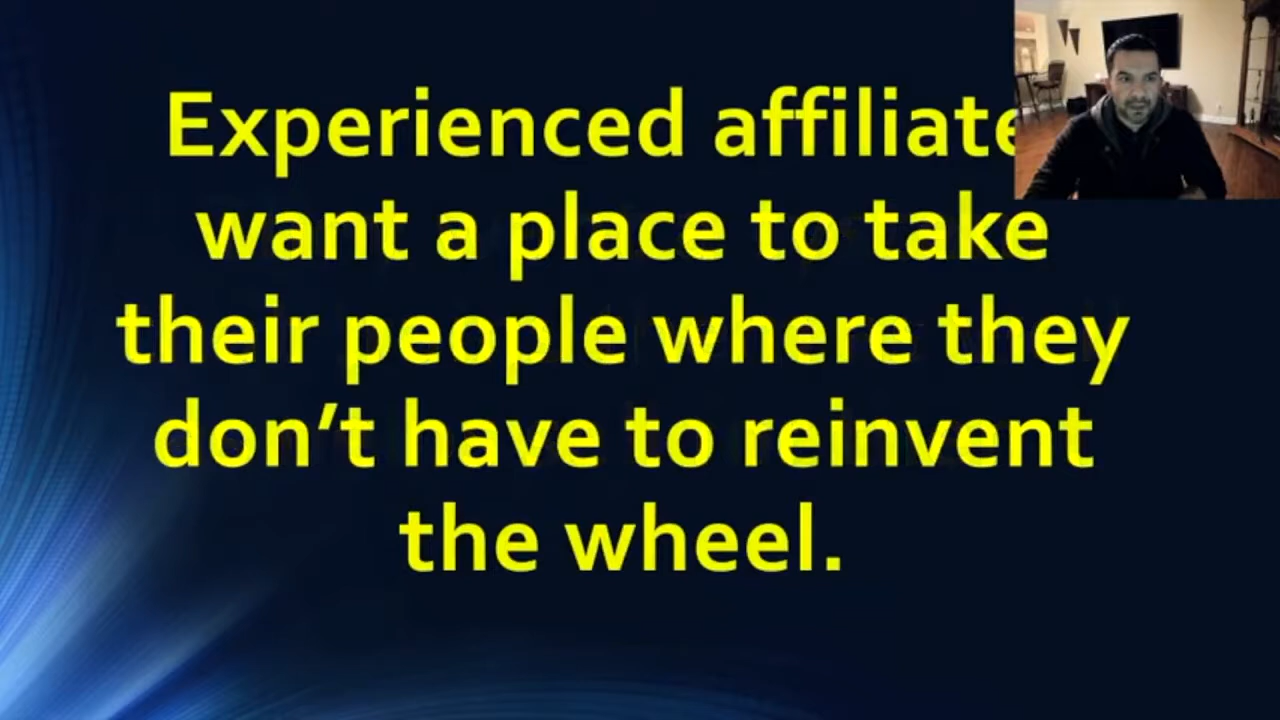 Experienced affiliate
want a place to take
their people where they
don’t have to reinvent
the wheel.